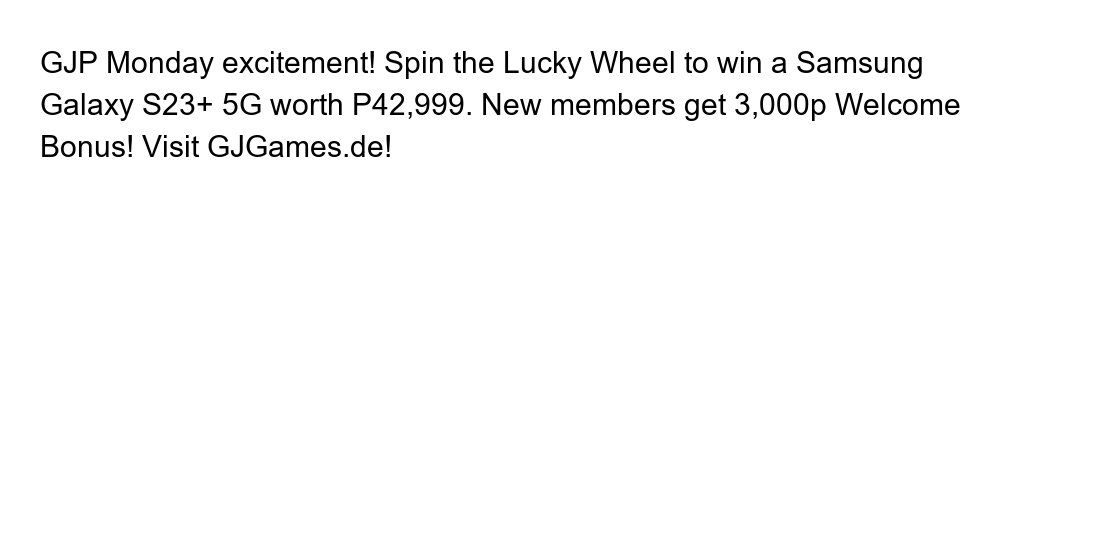 GJP Monday excitement! Spin the Lucky Wheel to win a Samsung
Galaxy S23+ 5G worth P42,999. New members get 3,000p Welcome
Bonus! Visit GJGames.de!